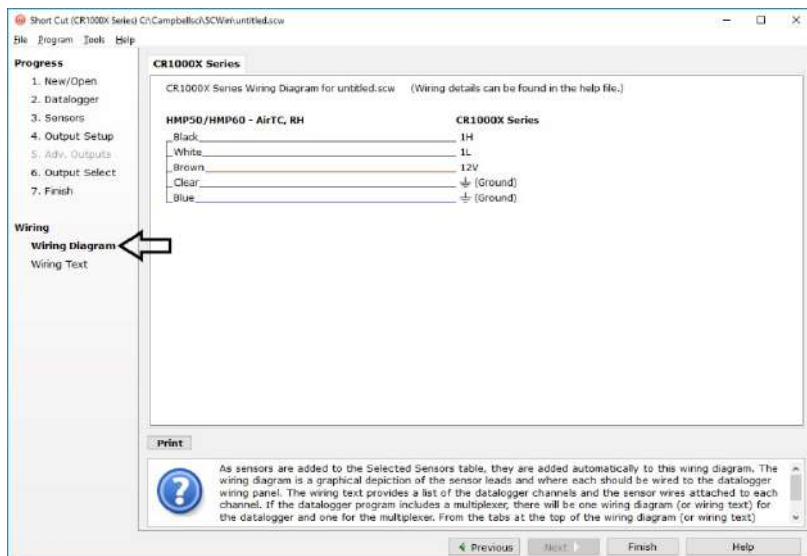 Short Cut (CR1000X Series) C:\Campbellsci\SCWin\untitled.scw
File Program Tools Help
Progress
1. New/Open
2. Datalogger
3. Sensors
4. Output Setup
5. Adv. Outputs
6. Output Select
7. Finish
Wiring
Wiring Diagram
Wiring Text
CR1000X Series
CR1000X Series Wiring Diagram for untitled.scw (Wiring details can be found in the help file.)
HMP50/HMP60 - AirTC, RH CR1000X Series
Black 1H
White 1L
Brown 12V
Clear (Ground)
Blue (Ground)
Print
As sensors are added to the Selected Sensors table, they are added automatically to this wiring diagram. The
wiring diagram is a graphical depiction of the sensor leads and where each should be wired to the datalogger
wiring panel. The wiring text provides a list of the datalogger channels and the sensor wires attached to each
channel. If the datalogger program includes a multiplexer, there will be one wiring diagram (or wiring text) for
the datalogger and one for the multiplexer. From the tabs at the top of the wiring diagram (or wiring text)
Previous Next Finish Help